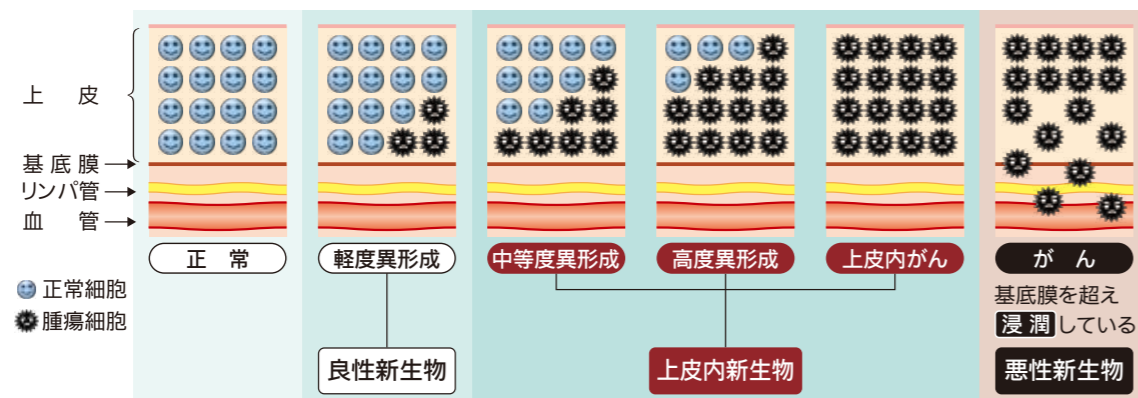 上皮
基底膜
リンパ管
血管
正常細胞
腫瘍細胞
正常
軽度異形成
中等度異形成
高度異形成
上皮内がん
がん
基底膜を超え
浸潤している
良性新生物
上皮内新生物
悪性新生物